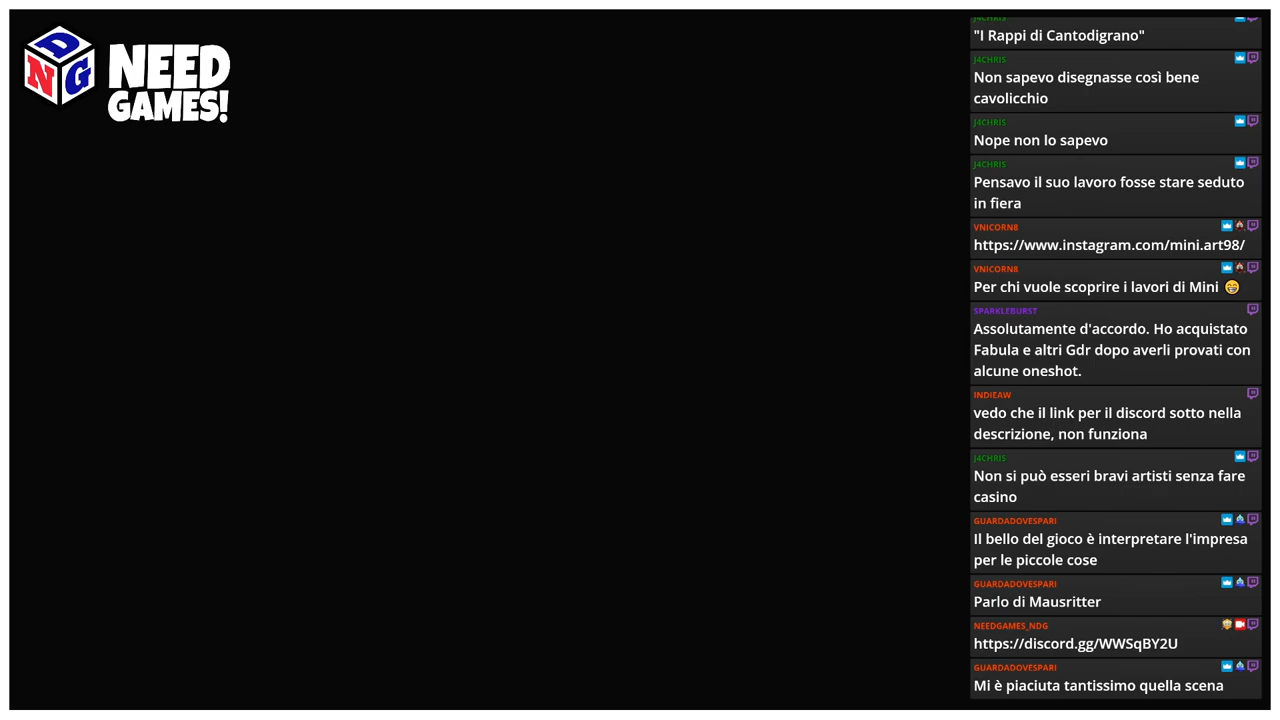 D
N G
NEED
GAMES!
J4CHRIS
"I Rappi di Cantodigrano"
J4CHRIS
Non sapevo disegnasse così bene
cavolicchio
J4CHRIS
Nope non lo sapevo
J4CHRIS
Pensavo il suo lavoro fosse stare seduto
in fiera
VNICORN8
https://www.instagram.com/mini.art98/
VNICORN8
Per chi vuole scoprire i lavori di Mini 😁
SPARKLEBURST
Assolutamente d'accordo. Ho acquistato
Fabula e altri Gdr dopo averli provati con
alcune oneshot.
INDIEAW
vedo che il link per il discord sotto nella
descrizione, non funziona
J4CHRIS
Non si può esseri bravi artisti senza fare
casino
GUARDADOVESPARI
Il bello del gioco è interpretare l'impresa
per le piccole cose
GUARDADOVESPARI
Parlo di Mausritter
NEEDGAMES_NDG
https://discord.gg/WWSqBY2U
GUARDADOVESPARI
Mi è piaciuta tantissimo quella scena